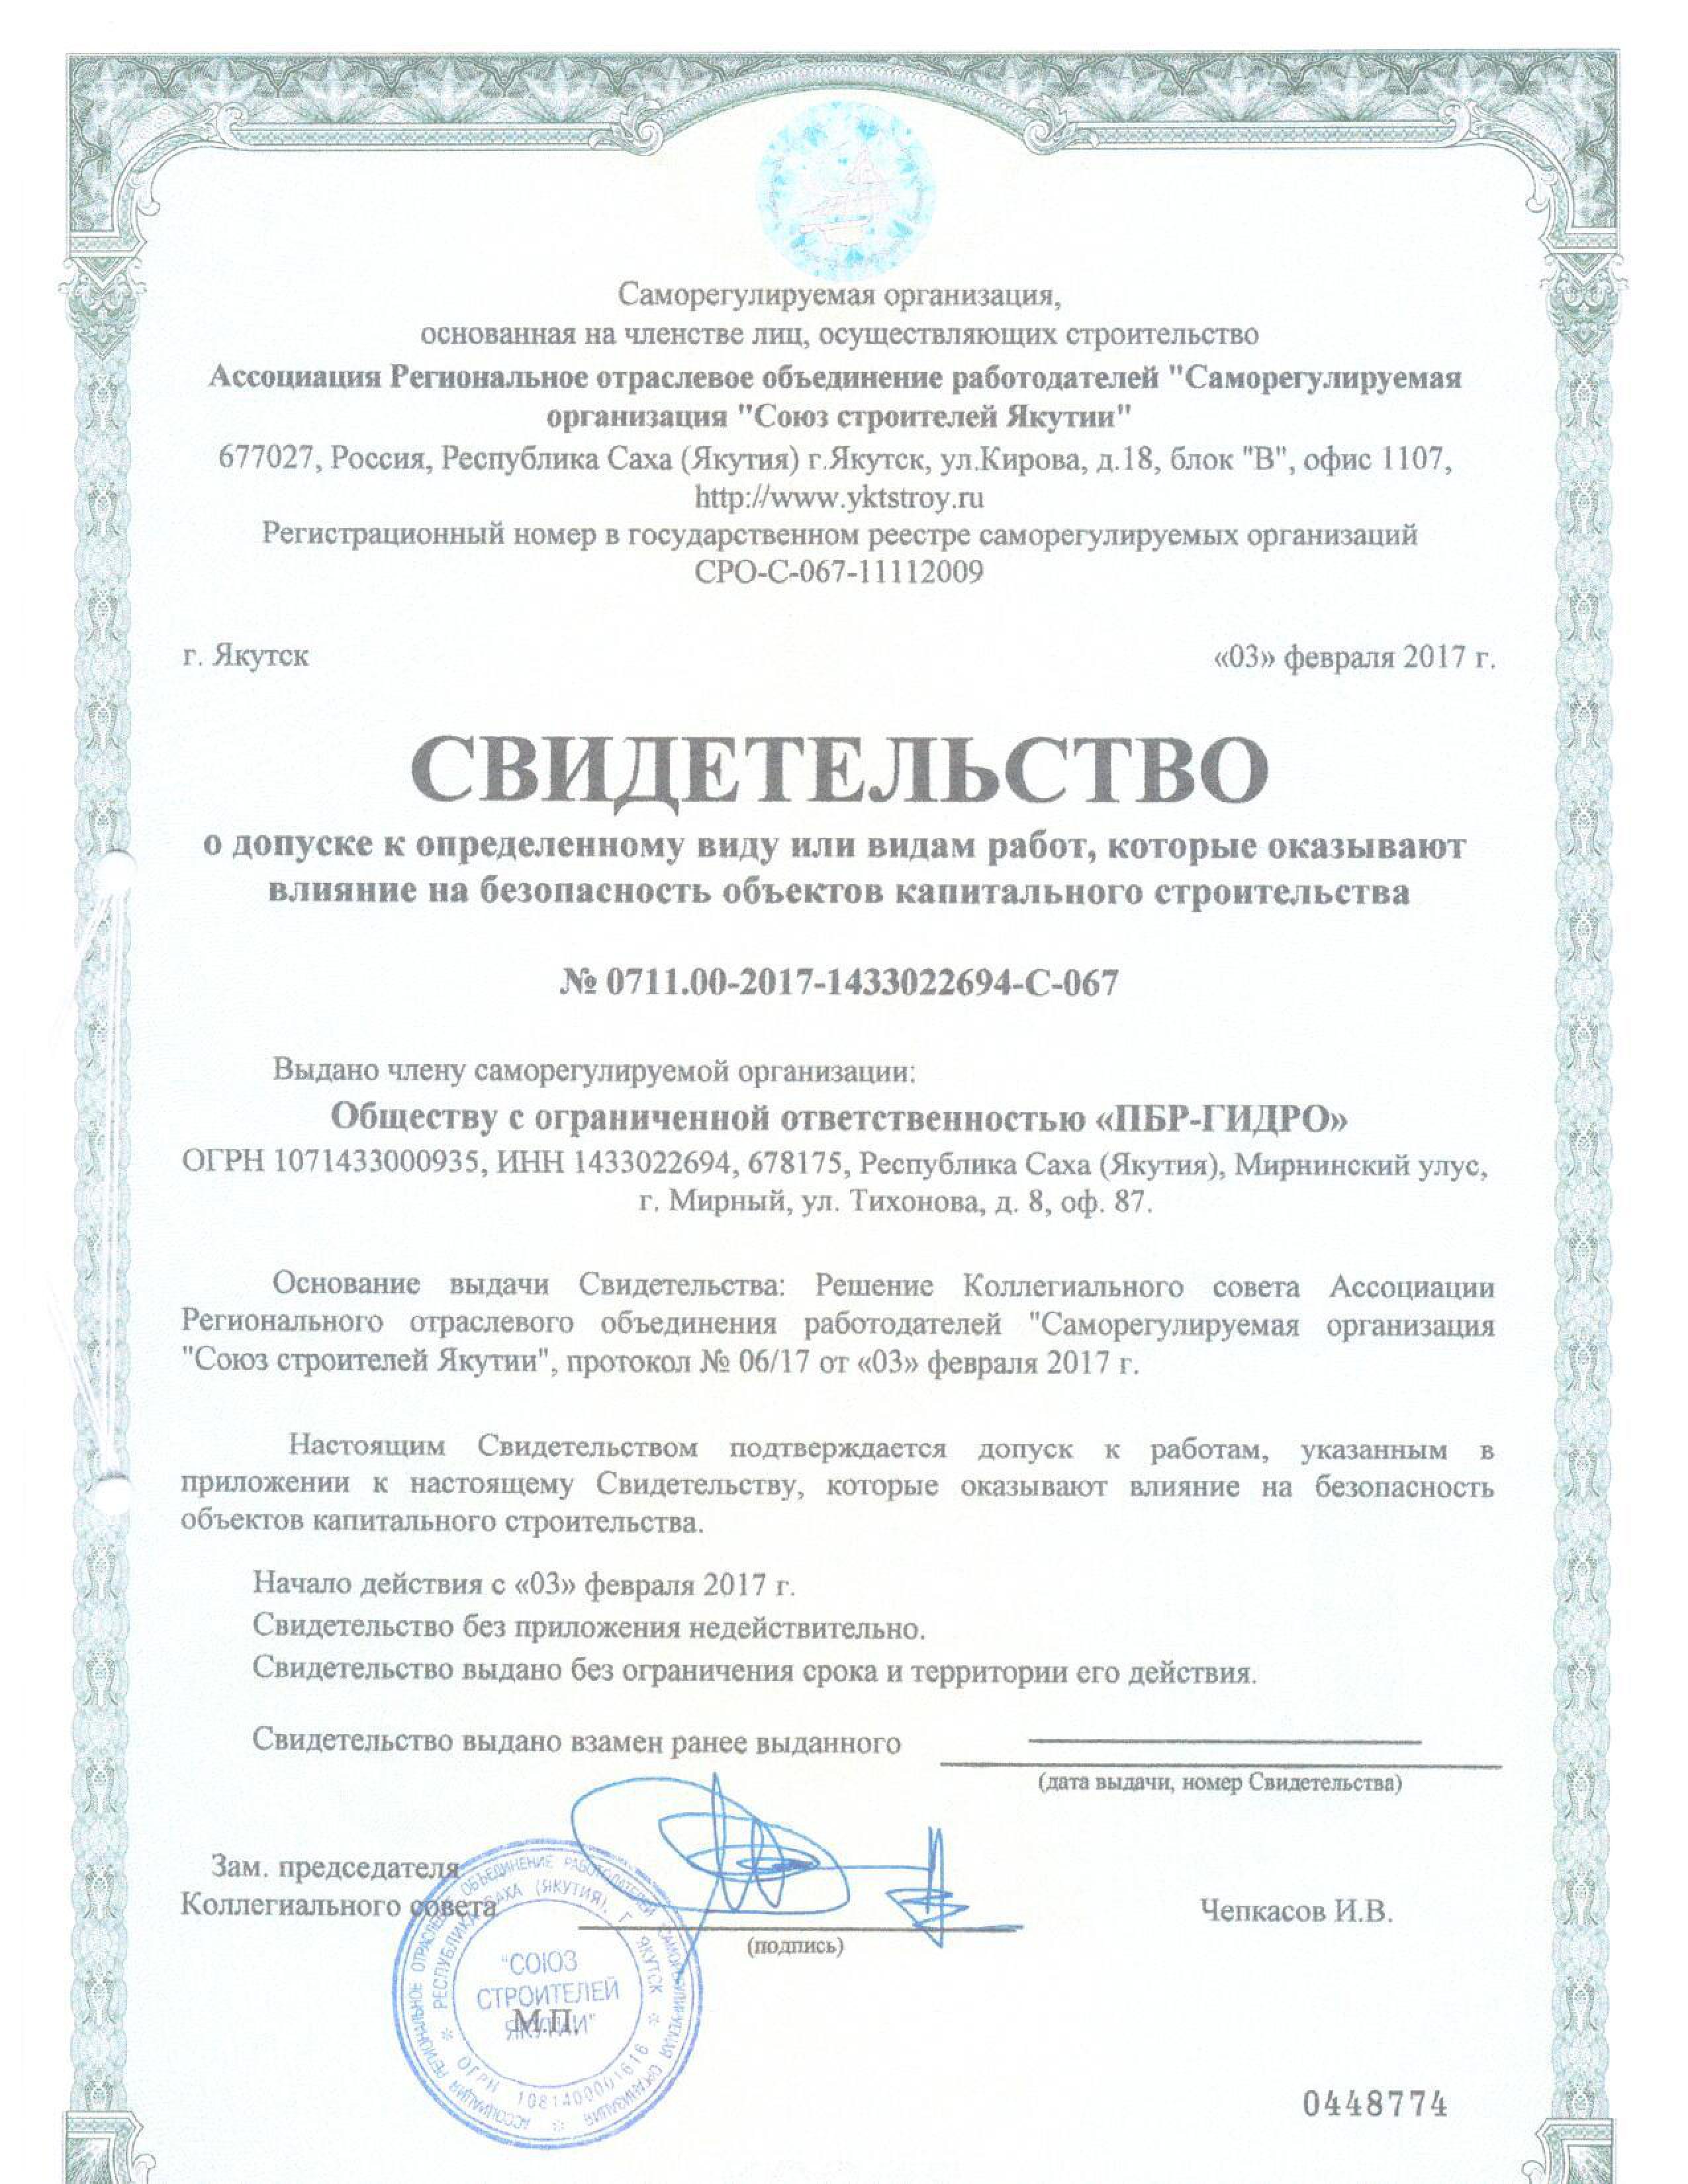 Саморегулируемая организация,
основанная на членстве лиц, осуществляющих строительство
Ассоциация Региональное отраслевое объединение работодателей "Саморегулируемая
организация "Союз строителей Якутии"
677027, Россия, Республика Саха (Якутия) г.Якутск, ул.Кирова, д.18, блок "В", офис 1107,
http://www.yktstroy.ru
Регистрационный номер в государственном реестре саморегулируемых организаций
СРО-С-067-11112009
г. Якутск «03» февраля 2017 г.
СВИДЕТЕЛЬСТВО
о допуске к определенному виду или видам работ, которые оказывают
влияние на безопасность объектов капитального строительства
№ 0711.00-2017-1433022694-С-067
Выдано члену саморегулируемой организации:
Обществу с ограниченной ответственностью «ПБР-ГИДРО»
ОГРН 1071433000935, ИНН 1433022694, 678175, Республика Саха (Якутия), Мирнинский улус,
г. Мирный, ул. Тихонова, д. 8, оф. 87.
Основание выдачи Свидетельства: Решение Коллегиального совета Ассоциации
Регионального отраслевого объединения работодателей "Саморегулируемая организация
"Союз строителей Якутии", протокол № 06/17 от «03» февраля 2017 г.
Настоящим Свидетельством подтверждается допуск к работам, указанным в
приложении к настоящему Свидетельству, которые оказывают влияние на безопасность
объектов капитального строительства.
Начало действия с «03» февраля 2017 г.
Свидетельство без приложения недействительно.
Свидетельство выдано без ограничения срока и территории его действия.
Свидетельство выдано взамен ранее выданного
(дата выдачи, номер Свидетельства)
Зам. председателя
Коллегиального совета Чепкасов И.В.
(подпись)
АССОЦИАЦИЯ РЕГИОНАЛЬНОЕ ОТРАСЛЕВОЕ ОБЪЕДИНЕНИЕ РАБОТОДАТЕЛЕЙ САМОРЕГУЛИРУЕМАЯ ОРГАНИЗАЦИЯ
РЕСПУБЛИКА САХА (ЯКУТИЯ), Г. ЯКУТСК
ОГРН 1081400001616
"СОЮЗ
СТРОИТЕЛЕЙ
ЯКУТИИ"
М.П.
0448774